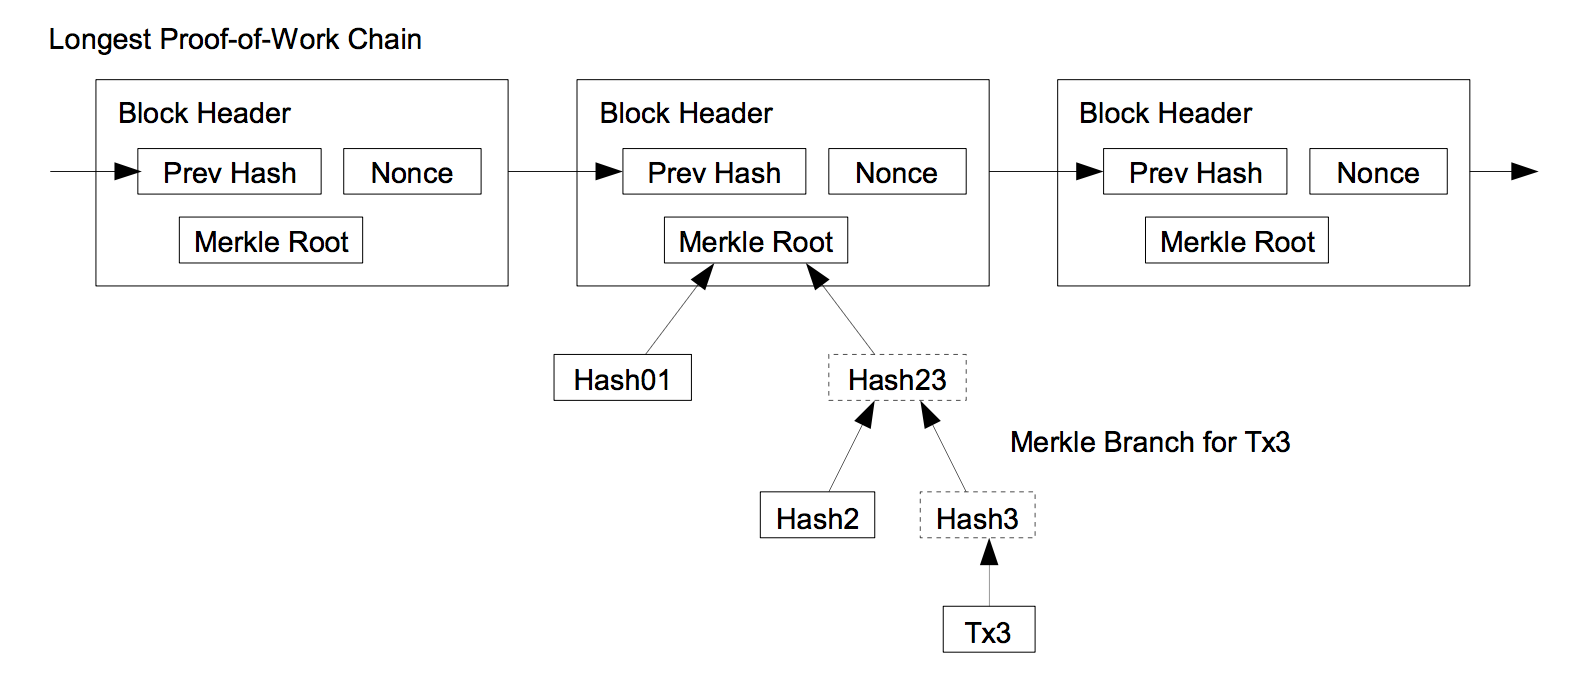 Longest Proof-of-Work Chain
Block Header
Block Header
Block Header
Prev Hash
Nonce
Prev Hash
Nonce
Prev Hash
Nonce
Merkle Root
Merkle Root
Merkle Root
Hash01
Hash23
Merkle Branch for Tx3
Hash2
Hash3
Tx3